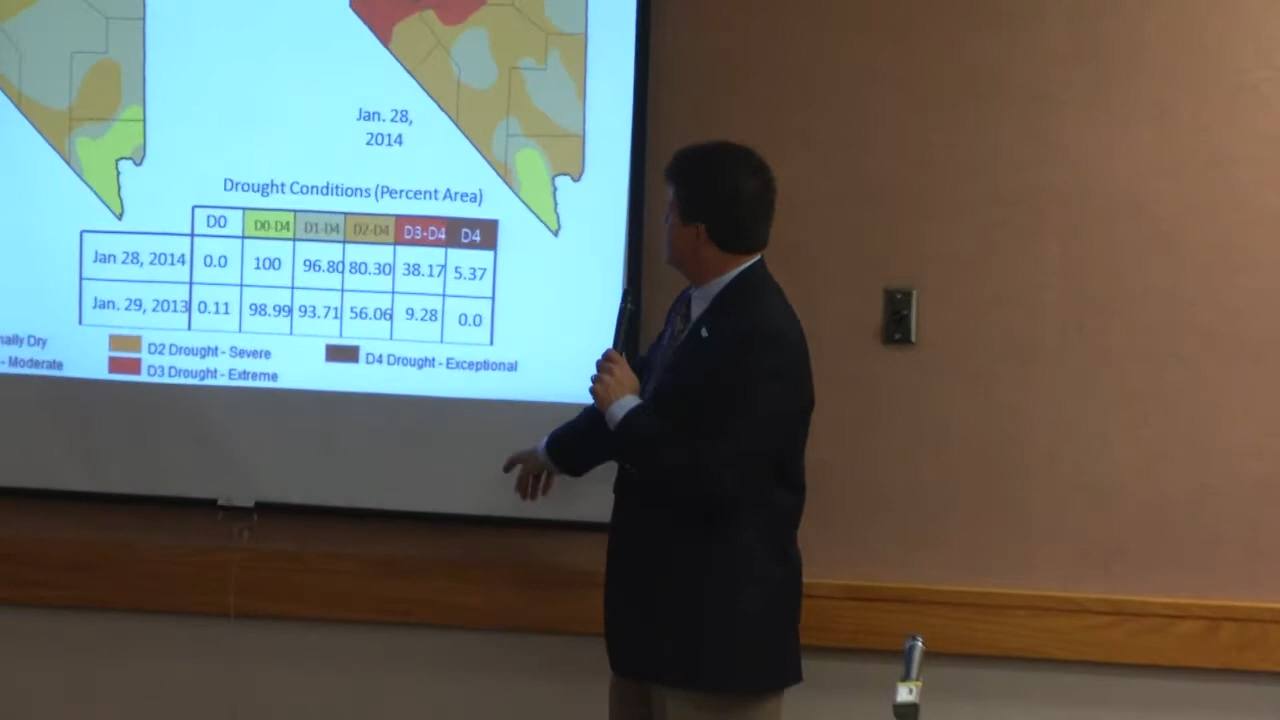 Jan. 28,
2014
Drought Conditions (Percent Area)
D0 D0-D4 D1-D4 D2-D4 D3-D4 D4
Jan 28, 2014 0.0 100 96.80 80.30 38.17 5.37
Jan. 29, 2013 0.11 98.99 93.71 56.06 9.28 0.0
Dry
D2 Drought - Severe
D4 Drought - Exceptional
- Moderate
D3 Drought - Extreme